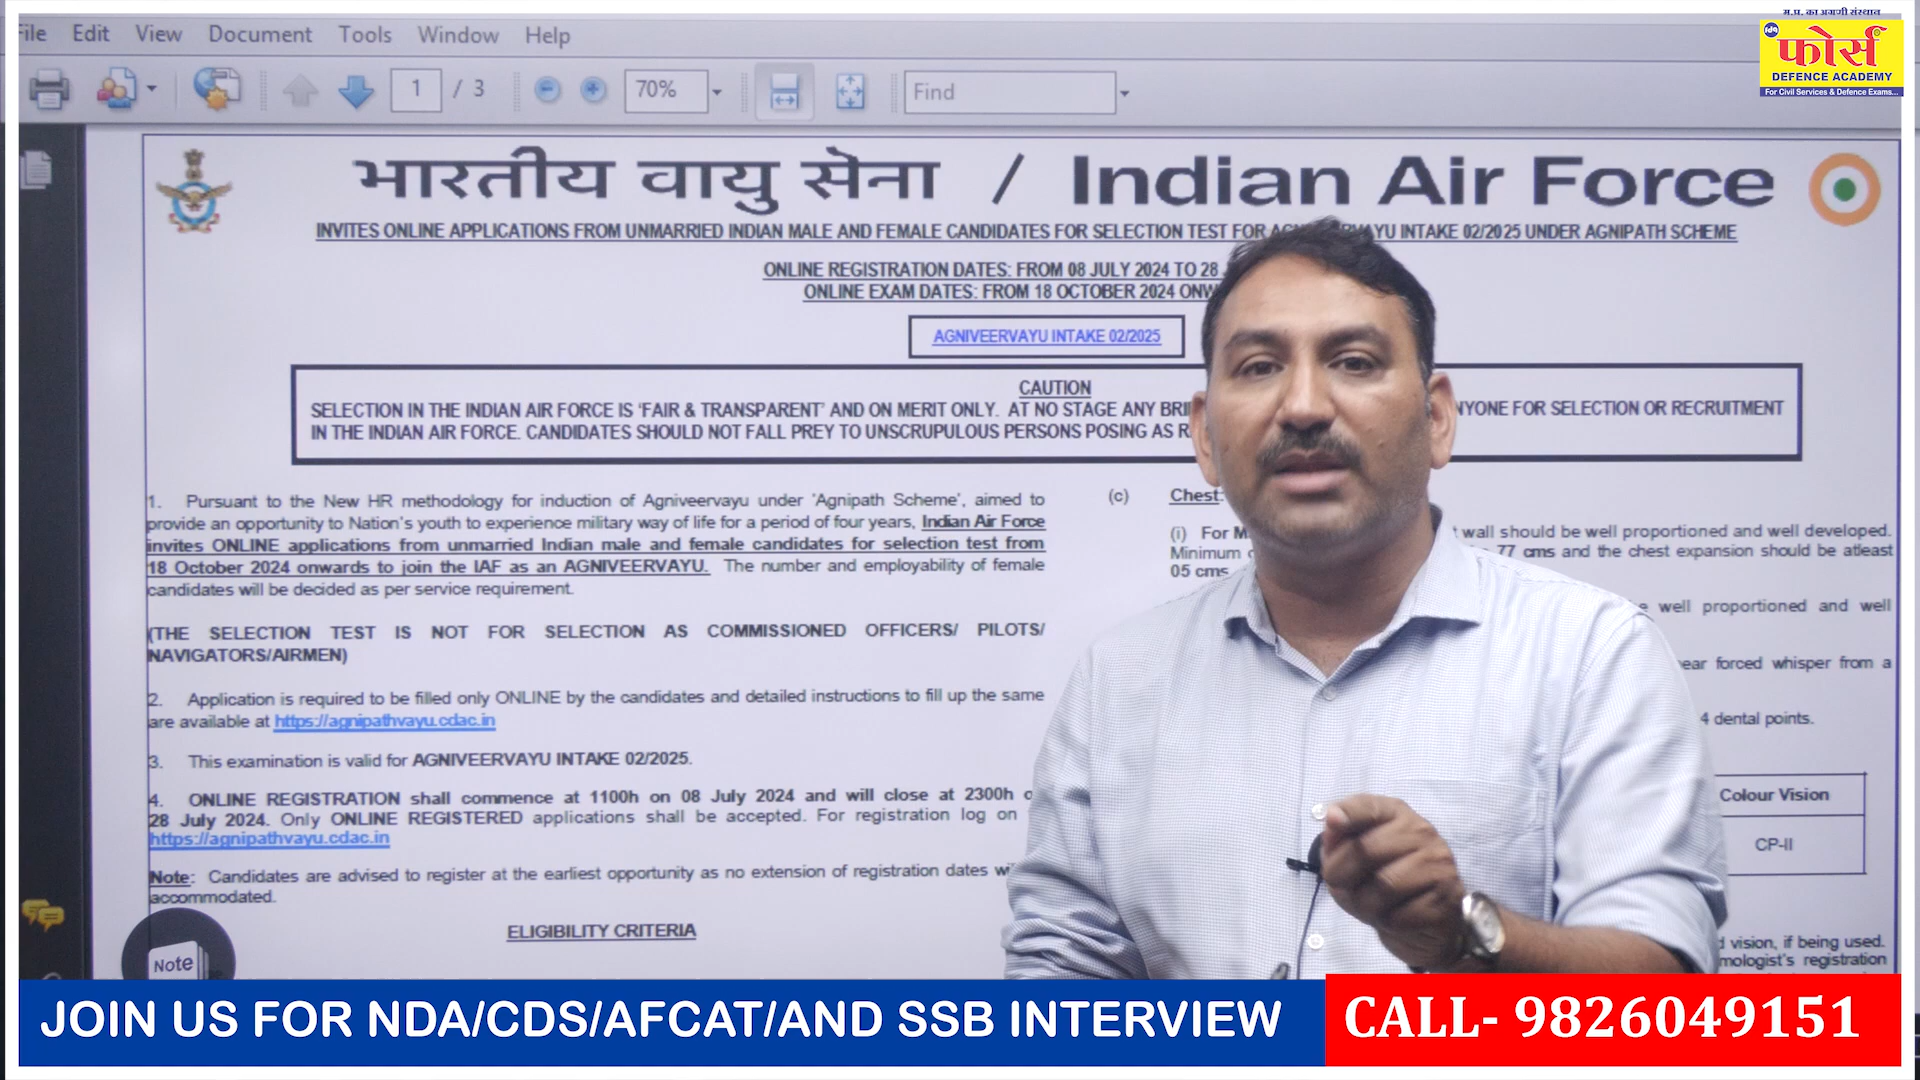 File Edit View Document Tools Window Help
म.प्र. का अग्रणी संस्थान
fda
फोर्स
DEFENCE ACADEMY
For Civil Services & Defence Exams...
1 / 3 70% Find
भारतीय वायु सेना / Indian Air Force
INVITES ONLINE APPLICATIONS FROM UNMARRIED INDIAN MALE AND FEMALE CANDIDATES FOR SELECTION TEST FOR INTAKE 02/2025 UNDER AGNIPATH SCHEME
ONLINE REGISTRATION DATES: FROM 08 JULY 2024 TO 28
ONLINE EXAM DATES: FROM 18 OCTOBER 2024
AGNIVEERVAYU INTAKE 02/2025
CAUTION
SELECTION IN THE INDIAN AIR FORCE IS 'FAIR & TRANSPARENT' AND ON MERIT ONLY. AT NO STAGE ANY FOR SELECTION OR RECRUITMENT
IN THE INDIAN AIR FORCE. CANDIDATES SHOULD NOT FALL PREY TO UNSCRUPULOUS PERSONS POSING AS
1. Pursuant to the New HR methodology for induction of Agniveervayu under 'Agnipath Scheme', aimed to
provide an opportunity to Nation's youth to experience military way of life for a period of four years, Indian Air Force
invites ONLINE applications from unmarried Indian male and female candidates for selection test from
18 October 2024 onwards to join the IAF as an AGNIVEERVAYU. The number and employability of female
candidates will be decided as per service requirement.
(THE SELECTION TEST IS NOT FOR SELECTION AS COMMISSIONED OFFICERS/ PILOTS/
NAVIGATORS/AIRMEN)
2. Application is required to be filled only ONLINE by the candidates and detailed instructions to fill up the same
are available at https://agnipathvayu.cdac.in
3. This examination is valid for AGNIVEERVAYU INTAKE 02/2025.
4. ONLINE REGISTRATION shall commence at 1100h on 08 July 2024 and will close at 2300h
28 July 2024. Only ONLINE REGISTERED applications shall be accepted. For registration log on
https://agnipathvayu.cdac.in
Note: Candidates are advised to register at the earliest opportunity as no extension of registration dates
accommodated.
ELIGIBILITY CRITERIA
Note
(c) Chest:
(i) For wall should be well proportioned and well developed.
Minimum 77 cms and the chest expansion should be atleast
05 cms
well proportioned and well
forced whisper from a
4 dental points.
Colour Vision
CP-II
vision, if being used.
registration
JOIN US FOR NDA/CDS/AFCAT/AND SSB INTERVIEW
CALL- 9826049151